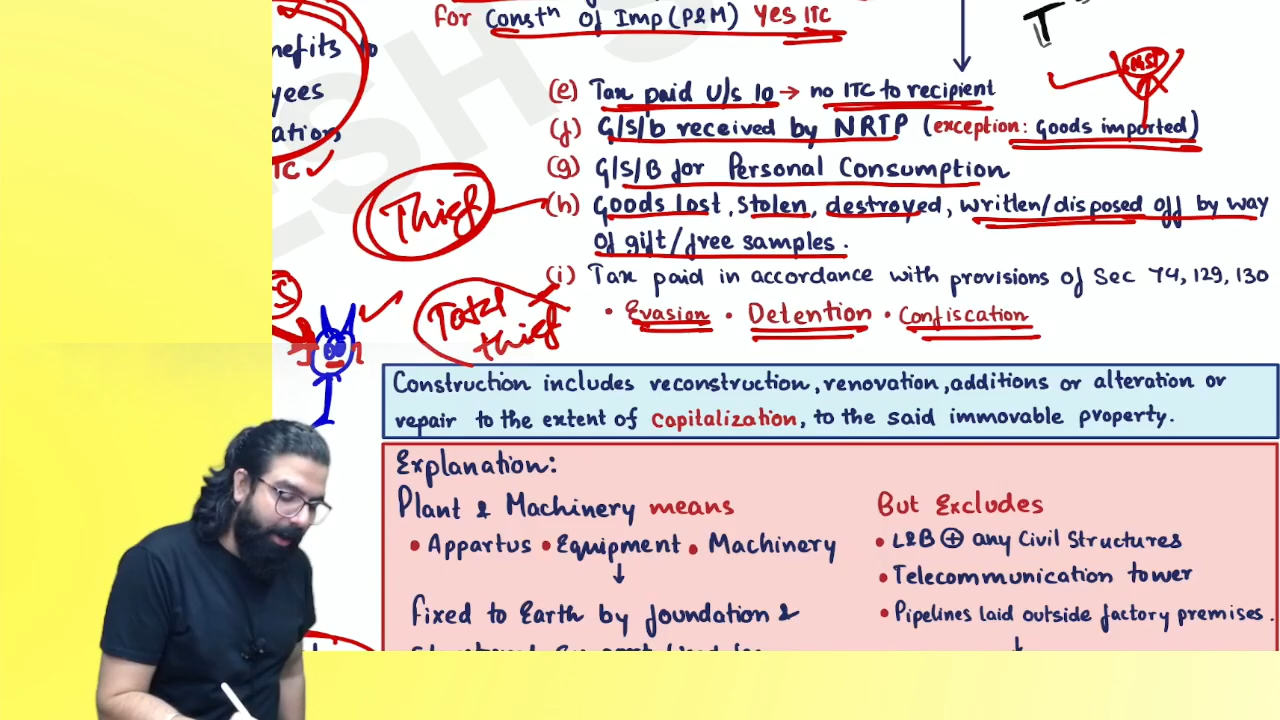 for Consth of Imp (P&M) Yes ITC
nefits to
yees
ation
ITC
T
(e) Tax paid U/s 10 → no ITC to recipient
(f) G/S/b received by NRTP (exception: Goods imported)
(g) G/S/B for Personal Consumption
(h) Goods Lost, Stolen, destroyed, written/disposed off by way
of gift/free samples.
Thief
(i) Tax paid in accordance with provisions of Sec 74, 129, 130
• Evasion • Detention • Confiscation
Total
thief
Construction includes reconstruction, renovation, additions or alteration or
repair to the extent of capitalization, to the said immovable property.
Explanation:
Plant & Machinery means
• Appartus • Equipment • Machinery
↓
fixed to Earth by foundation &
But Excludes
• L&B ⊕ any Civil Structures
• Telecommunication tower
• Pipelines laid outside factory premises.